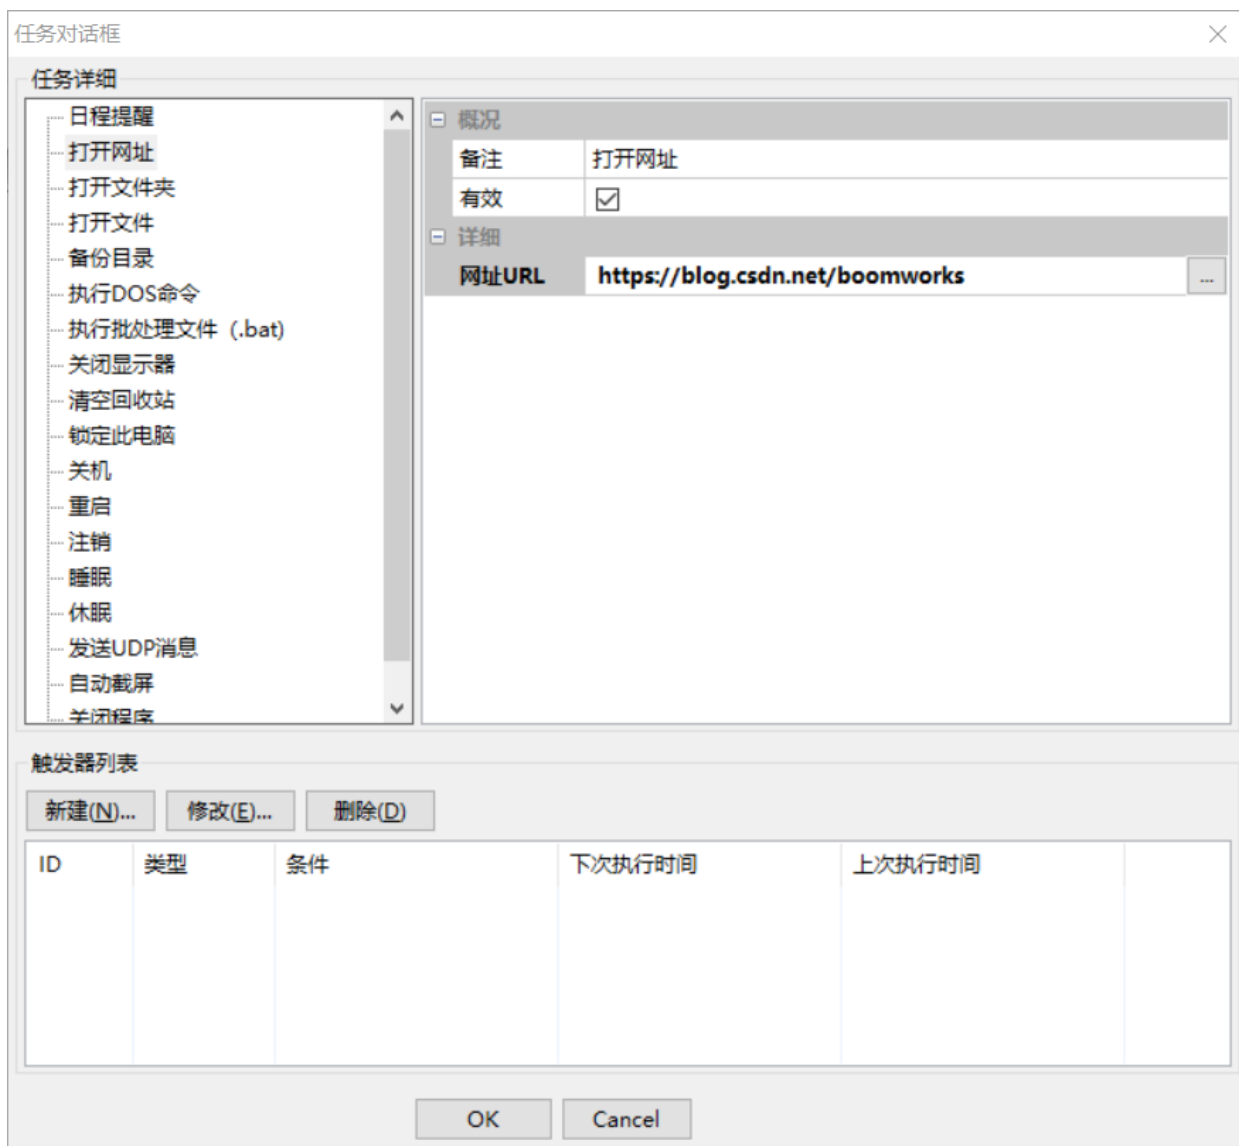 任务对话框
任务详细
日程提醒
打开网址
打开文件夹
打开文件
备份目录
执行DOS命令
执行批处理文件（.bat)
关闭显示器
清空回收站
锁定此电脑
关机
重启
注销
睡眠
休眠
发送UDP消息
自动截屏
关闭程序
概况
备注 打开网址
有效
详细
网址URL https://blog.csdn.net/boomworks ...
触发器列表
新建(N)... 修改(E)... 删除(D)
ID 类型 条件 下次执行时间 上次执行时间
OK Cancel